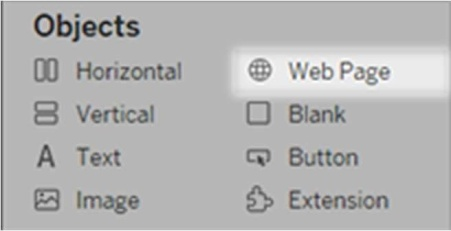 Objects
Horizontal
Web Page
Vertical
Blank
Text
Button
Image
Extension